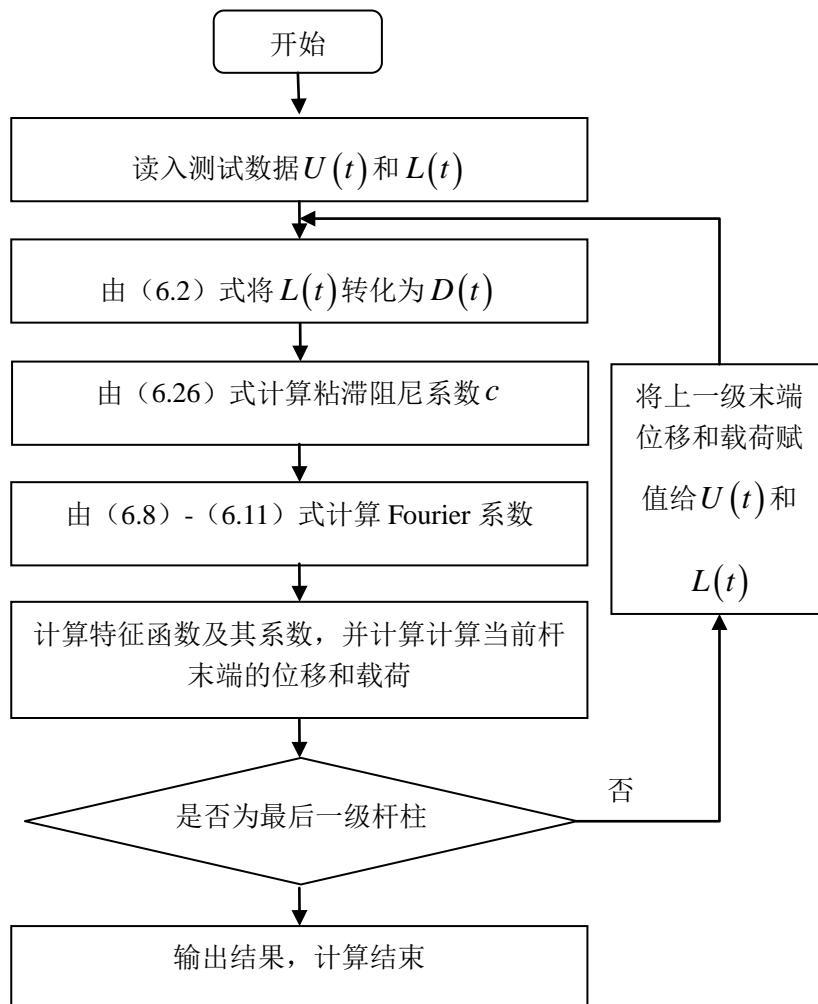 开始
读入测试数据U(t)和L(t)
由（6.2）式将L(t)转化为D(t)
由（6.26）式计算粘滞阻尼系数c
由（6.8）-（6.11）式计算 Fourier 系数
计算特征函数及其系数，并计算计算当前杆
末端的位移和载荷
是否为最后一级杆柱
否
将上一级末端
位移和载荷赋
值给U(t)和
L(t)
输出结果，计算结束